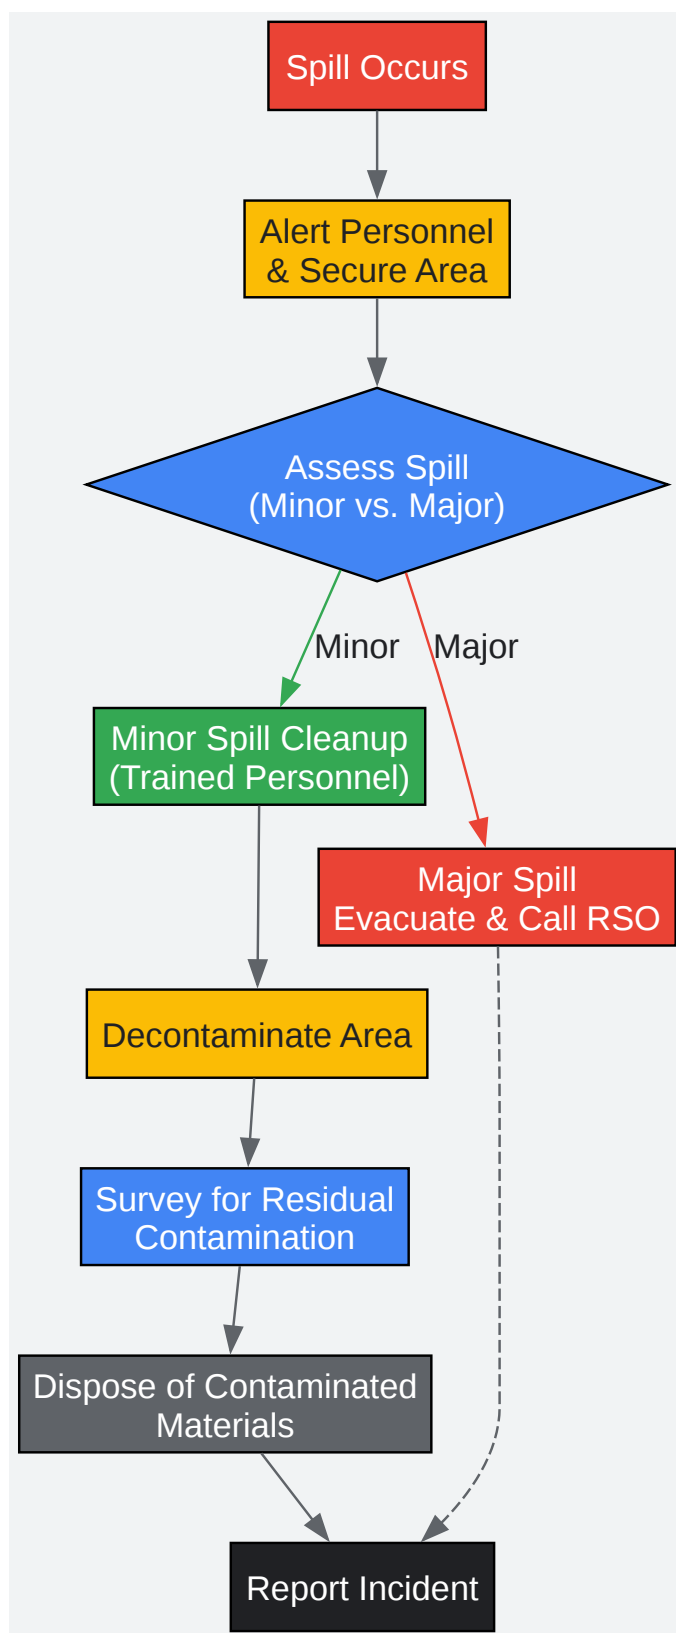 Spill Occurs
Alert Personnel
& Secure Area
Assess Spill
(Minor vs. Major)
Minor
Major
Minor Spill Cleanup
(Trained Personnel)
Major Spill
Evacuate & Call RSO
Decontaminate Area
Survey for Residual
Contamination
Dispose of Contaminated
Materials
Report Incident